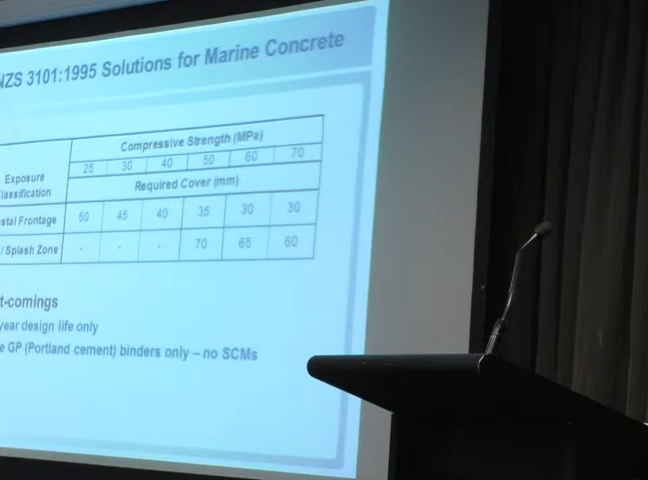 NZS 3101:1995 Solutions for Marine Concrete
Compressive Strength (MPa)
25 30 40 50 60 70
Exposure
lassification
Required Cover (mm)
stal Frontage 50 45 40 35 30 30
/ Splash Zone - - - 70 65 60
t-comings
year design life only
e GP (Portland cement) binders only – no SCMs